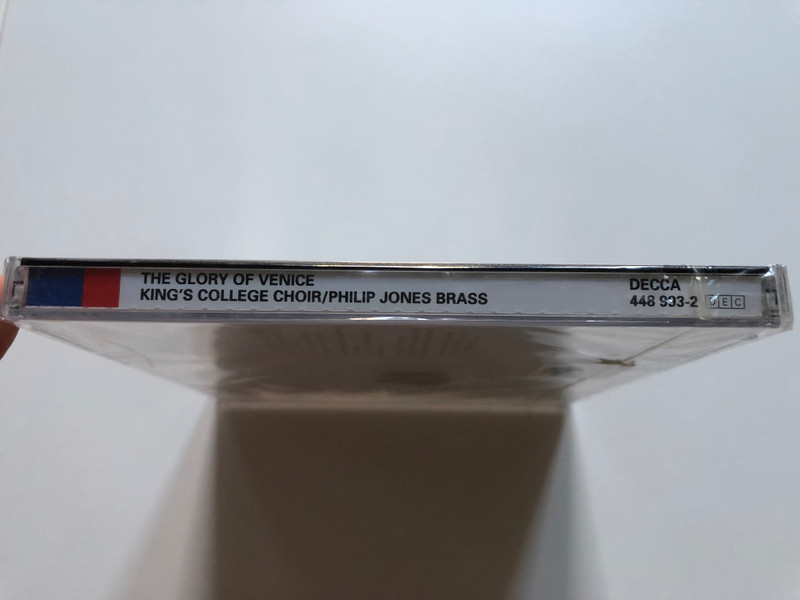 THE GLORY OF VENICE
KING'S COLLEGE CHOIR/PHILIP JONES BRASS
DECCA
448 993-2 DEC